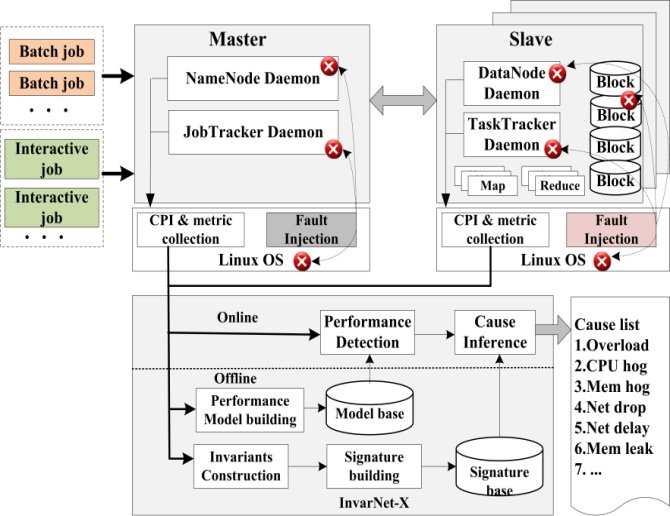 Batch job
Batch job
. . .
Interactive
job
Interactive
job
. . .
Master
NameNode Daemon
JobTracker Daemon
CPI & metric
collection
Fault
Injection
Linux OS
Slave
DataNode
Daemon
TaskTracker
Daemon
Map
Reduce
Block
Block
Block
Block
CPI & metric
collection
Fault
Injection
Linux OS
Online
Performance
Detection
Cause
Inference
Offline
Performance
Model building
Model base
Invariants
Construction
Signature
building
Signature
base
InvarNet-X
Cause list
1.Overload
2.CPU hog
3.Mem hog
4.Net drop
5.Net delay
6.Mem leak
7. ...